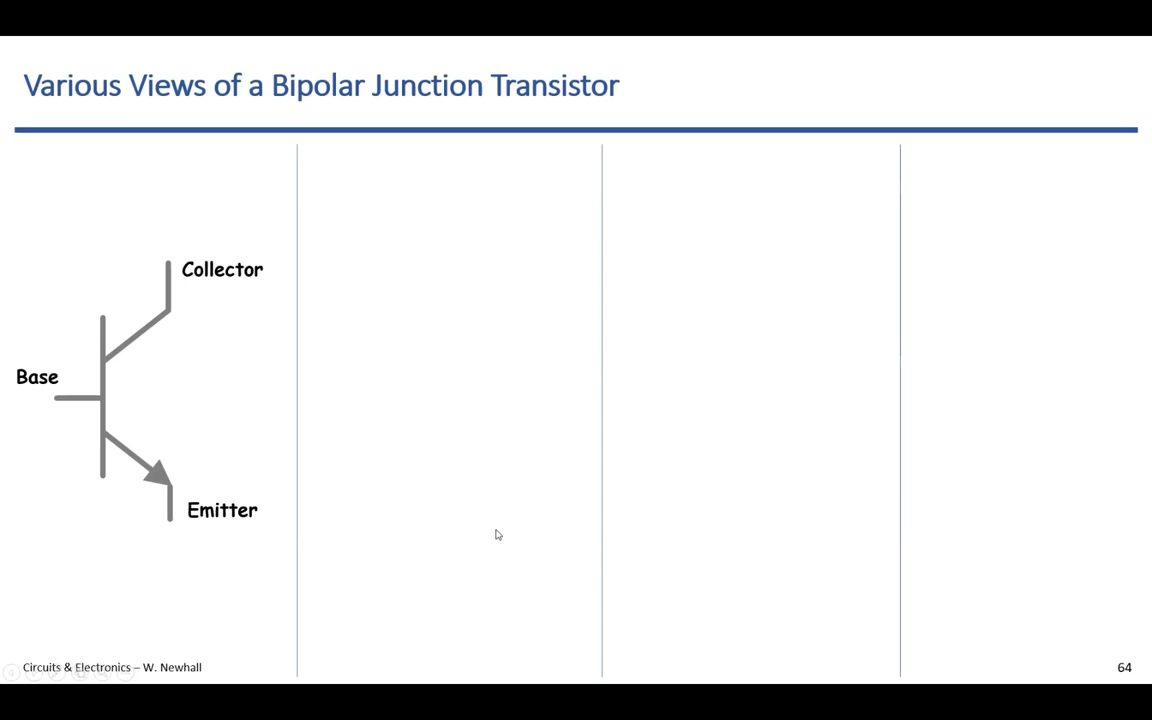 Various Views of a Bipolar Junction Transistor
Collector
Base
Emitter
Circuits & Electronics – W. Newhall
64